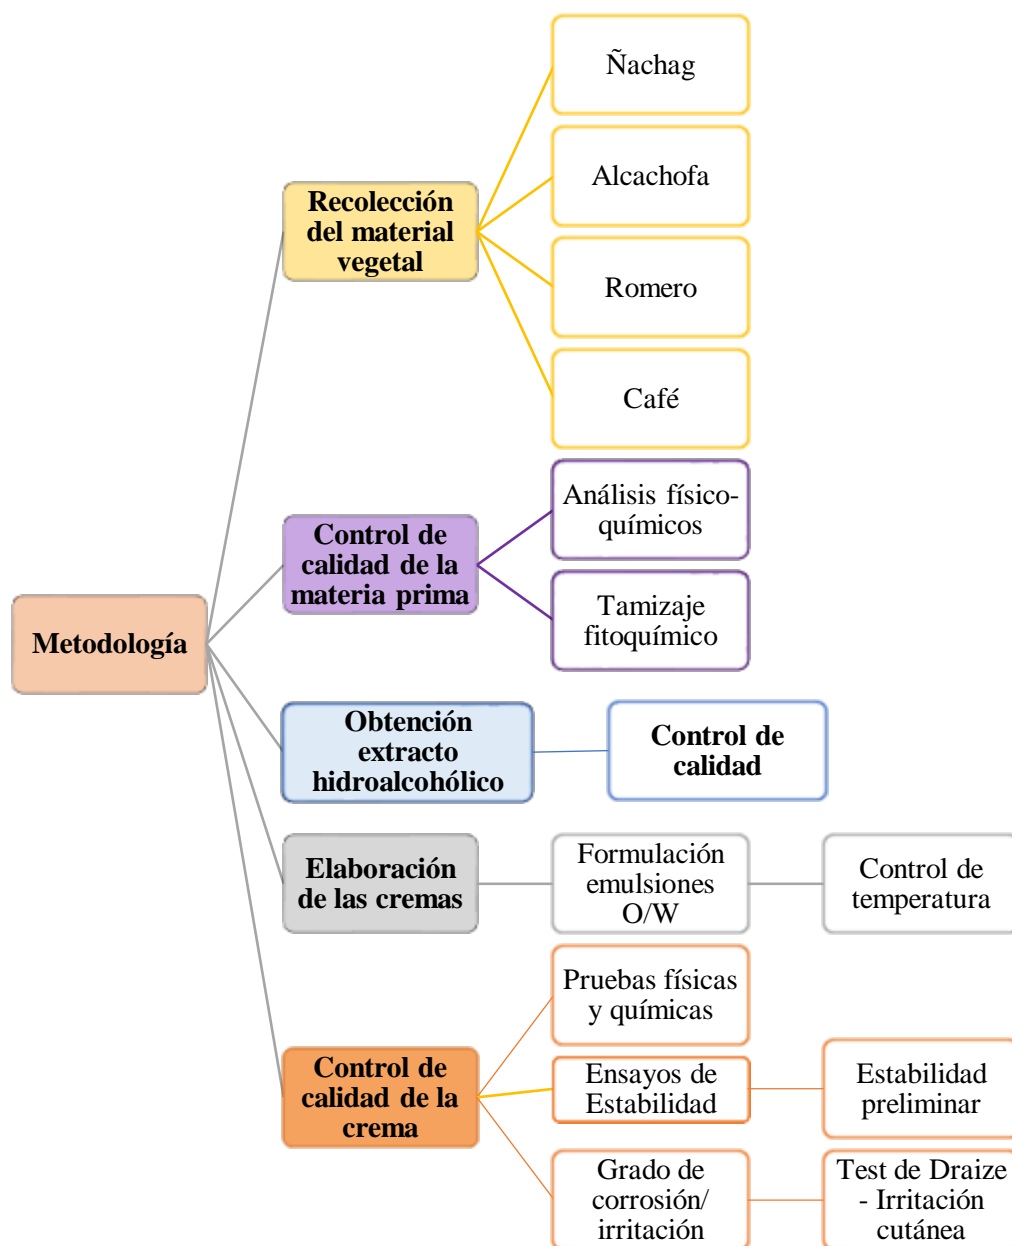 Metodología
Recolección
del material
vegetal
Ñachag
Alcachofa
Romero
Café
Control de
calidad de la
materia prima
Análisis físico-
químicos
Tamizaje
fitoquímico
Obtención
extracto
hidroalcohólico
Control de
calidad
Elaboración
de las cremas
Formulación
emulsiones
O/W
Control de
temperatura
Control de
calidad de la
crema
Pruebas físicas
y químicas
Ensayos de
Estabilidad
Estabilidad
preliminar
Grado de
corrosión/
irritación
Test de Draize
- Irritación
cutánea